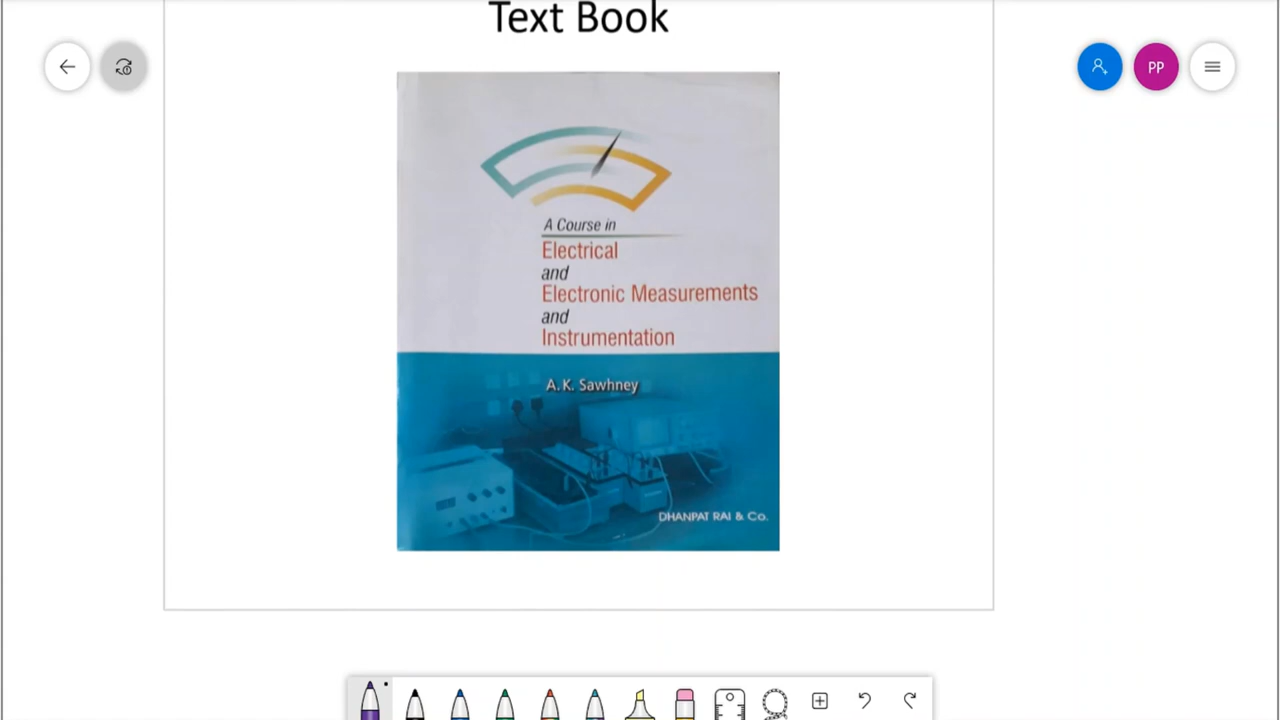 Text Book
PP
A Course in
Electrical
and
Electronic Measurements
and
Instrumentation
A. K. Sawhney
DHANPAT RAI & Co.